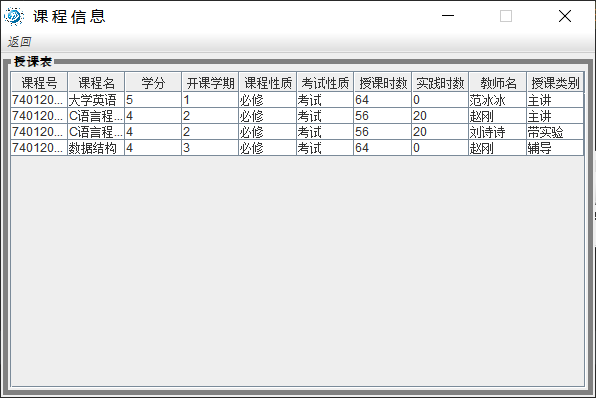 课程信息
返回
授课表
课程号 课程名 学分 开课学期 课程性质 考试性质 授课时数 实践时数 教师名 授课类别
740120... 大学英语 5 1 必修 考试 64 0 范冰冰 主讲
740120... C语言程... 4 2 必修 考试 56 20 赵刚 主讲
740120... C语言程... 4 2 必修 考试 56 20 刘诗诗 带实验
740120... 数据结构 4 3 必修 考试 64 0 赵刚 辅导